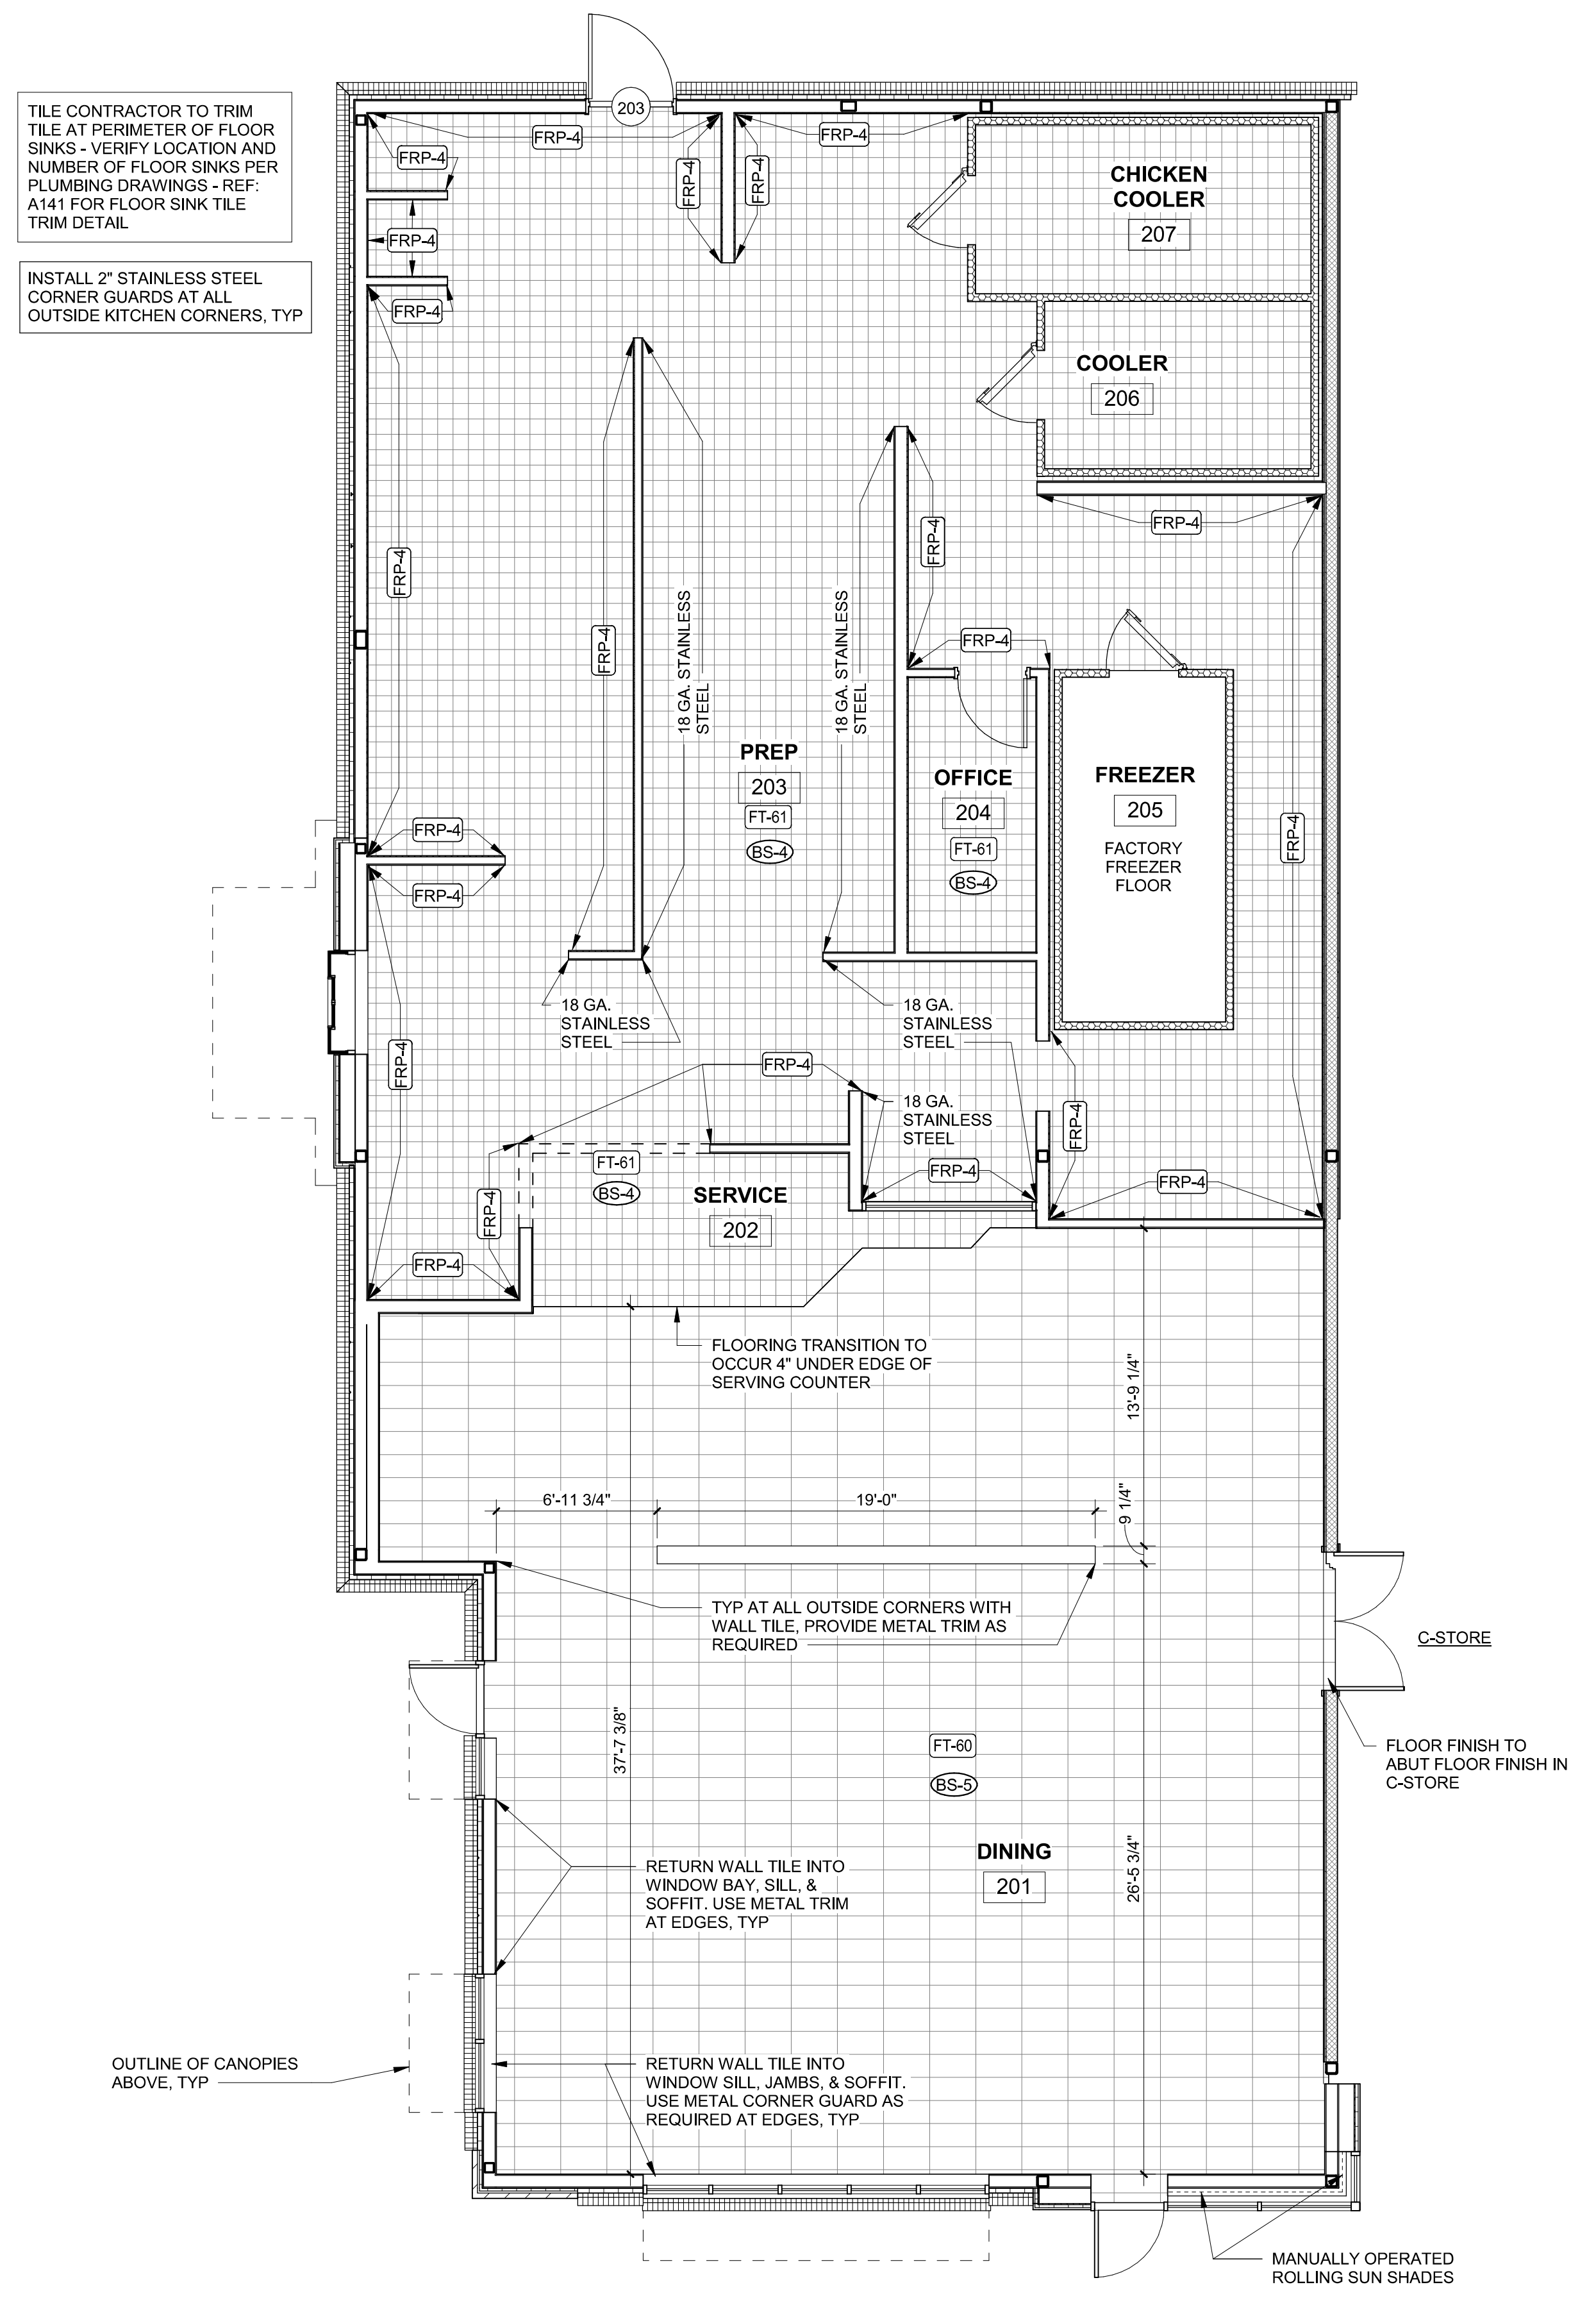 203
TILE CONTRACTOR TO TRIM
TILE AT PERIMETER OF FLOOR
SINKS - VERIFY LOCATION AND
NUMBER OF FLOOR SINKS PER
PLUMBING DRAWINGS - REF:
A141 FOR FLOOR SINK TILE
TRIM DETAIL
INSTALL 2" STAINLESS STEEL
CORNER GUARDS AT ALL
OUTSIDE KITCHEN CORNERS, TYP
FRP-4
FRP-4
FRP-4
FRP-4
FRP-4
FRP-4
FRP-4
CHICKEN
COOLER
207
COOLER
206
FRP-4
FRP-4
FRP-4
FRP-4
FRP-4
18 GA. STAINLESS
STEEL
18 GA. STAINLESS
STEEL
PREP
203
FT-61
BS-4
OFFICE
204
FT-61
BS-4
FREEZER
205
FACTORY
FREEZER
FLOOR
FRP-4
FRP-4
FRP-4
18 GA.
STAINLESS
STEEL
18 GA.
STAINLESS
STEEL
FRP-4
FRP-4
18 GA.
STAINLESS
STEEL
FRP-4
FRP-4
FRP-4
FT-61
BS-4
SERVICE
202
FRP-4
FRP-4
FLOORING TRANSITION TO
OCCUR 4" UNDER EDGE OF
SERVING COUNTER
13'-9 1/4"
6'-11 3/4"
19'-0"
9 1/4"
TYP AT ALL OUTSIDE CORNERS WITH
WALL TILE, PROVIDE METAL TRIM AS
REQUIRED
C-STORE
37'-7 3/8"
FT-60
BS-5
FLOOR FINISH TO
ABUT FLOOR FINISH IN
C-STORE
DINING
201
26'-5 3/4"
RETURN WALL TILE INTO
WINDOW BAY, SILL, &
SOFFIT. USE METAL TRIM
AT EDGES, TYP
OUTLINE OF CANOPIES
ABOVE, TYP
RETURN WALL TILE INTO
WINDOW SILL, JAMBS, & SOFFIT.
USE METAL CORNER GUARD AS
REQUIRED AT EDGES, TYP
MANUALLY OPERATED
ROLLING SUN SHADES